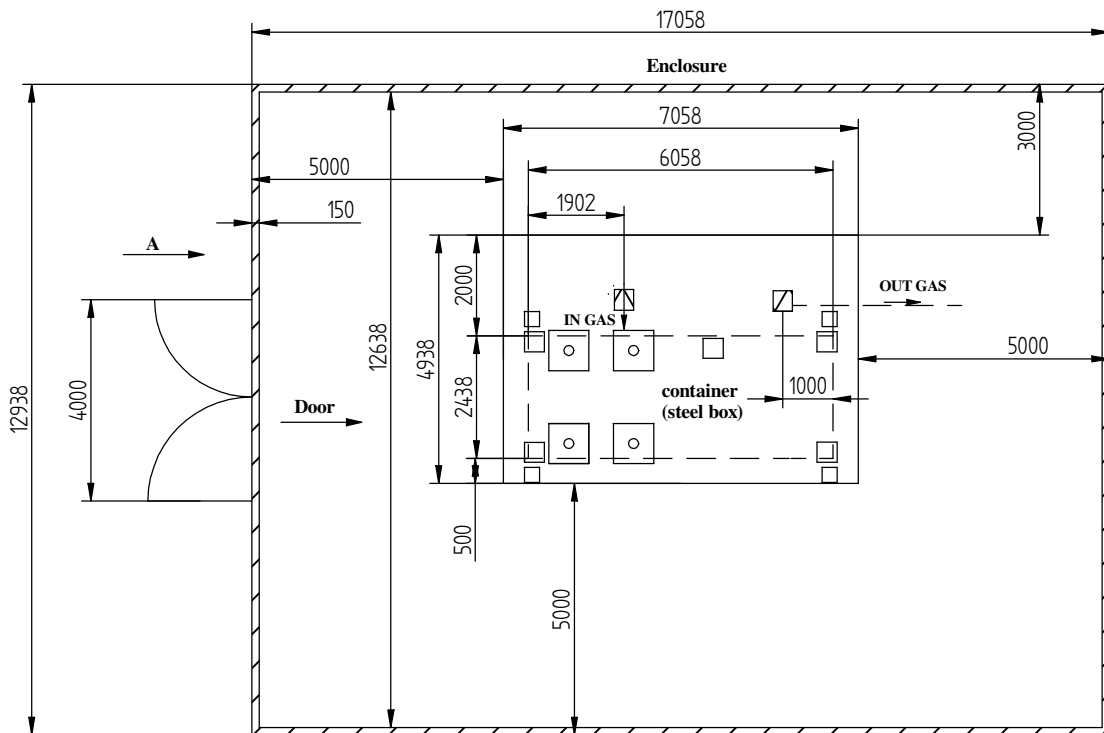 17058
Enclosure
7058
3000
6058
5000
1902
150
A
2000
OUT GAS
IN GAS
12638
4938
5000
12938
4000
2438
container
(steel box)
1000
Door
500
5000